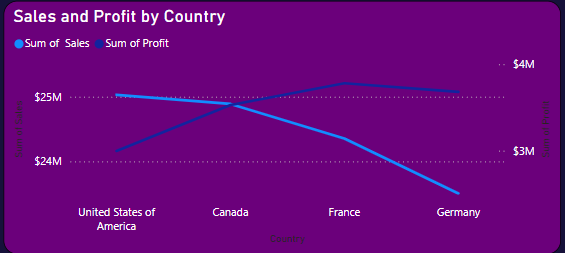 Sales and Profit by Country
Sum of Sales Sum of Profit
$4M
$25M
$3M
$24M
United States of
America
Canada
France
Germany
Country